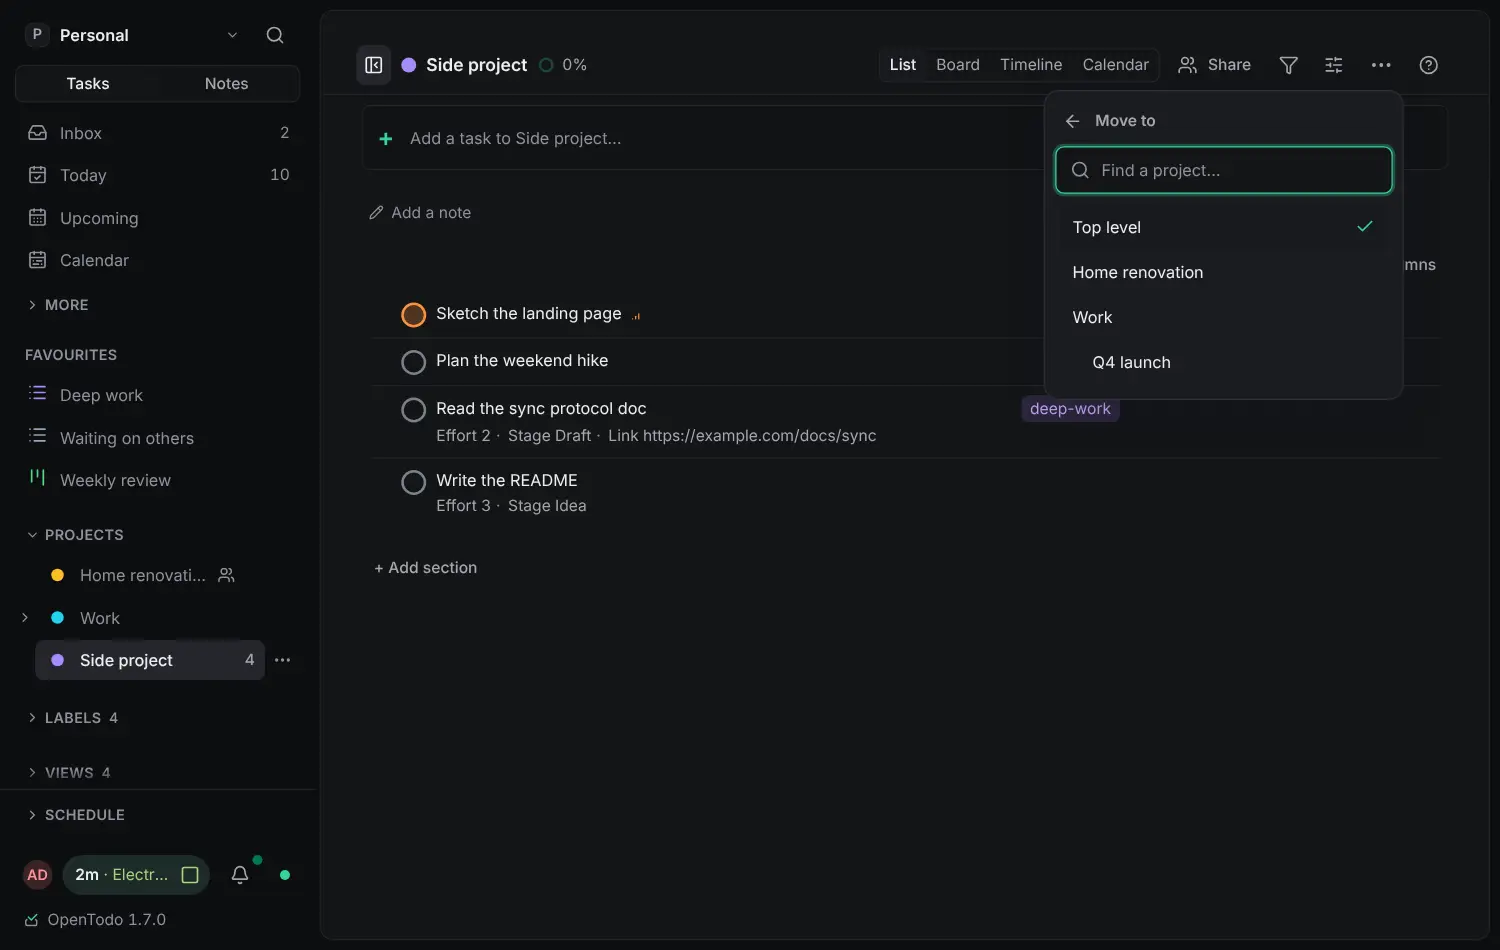 P Personal
Tasks Notes
Inbox 2
Today 10
Upcoming
Calendar
MORE
FAVOURITES
Deep work
Waiting on others
Weekly review
PROJECTS
Home renovati...
Work
Side project 4
LABELS 4
VIEWS 4
SCHEDULE
AD 2m · Electr...
OpenTodo 1.7.0
Side project 0%
List Board Timeline Calendar Share
Add a task to Side project...
Add a note
mns
Sketch the landing page
Plan the weekend hike
Read the sync protocol doc deep-work
Effort 2 · Stage Draft · Link https://example.com/docs/sync
Write the README
Effort 3 · Stage Idea
+ Add section
Move to
Find a project...
Top level
Home renovation
Work
Q4 launch